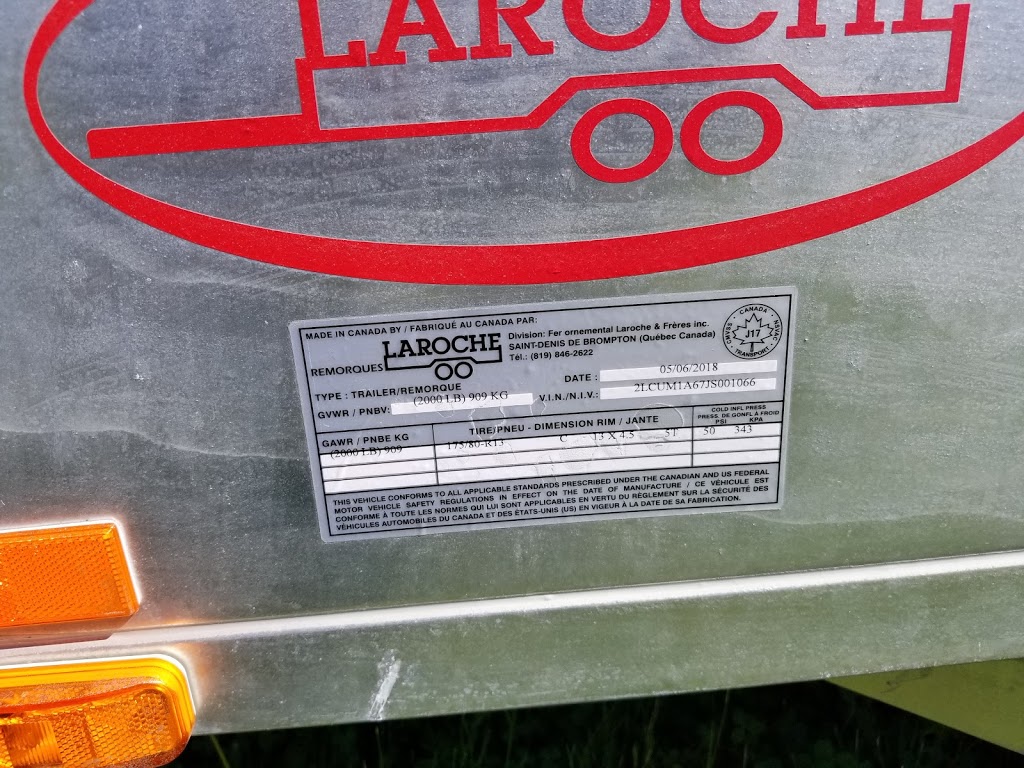 LAROCHE
MADE IN CANADA BY / FABRIQUÉ AU CANADA PAR:
REMORQUES LAROCHE
Division: Fer ornemental Laroche & Frères inc.
SAINT-DENIS DE BROMPTON (Québec Canada)
Tél.: (819) 846-2622
CANADA
J17
TRANSPORT
CMVSS
NSVAC
TYPE : TRAILER/REMORQUE
DATE : 05/06/2018
GVWR / PNBV: (2000 LB) 909 KG
V.I.N./N.I.V.: 2LCUM1A67JS001066
GAWR / PNBE KG
TIRE/PNEU - DIMENSION RIM / JANTE
COLD INFL PRESS
PRESS. DE GONFL À FROID
PSI KPA
(2000 LB) 909 175/80-R13 C 13 X 4.5 ST 50 343
THIS VEHICLE CONFORMS TO ALL APPLICABLE STANDARDS PRESCRIBED UNDER THE CANADIAN AND US FEDERAL
MOTOR VEHICLE SAFETY REGULATIONS IN EFFECT ON THE DATE OF MANUFACTURE / CE VÉHICULE EST
CONFORME À TOUTE LES NORMES QUI LUI SONT APPLICABLES EN VERTU DU RÈGLEMENT SUR LA SÉCURITÉ DES
VÉHICULES AUTOMOBILES DU CANADA ET DES ÉTATS-UNIS (US) EN VIGEUR À LA DATE DE SA FABRICATION.